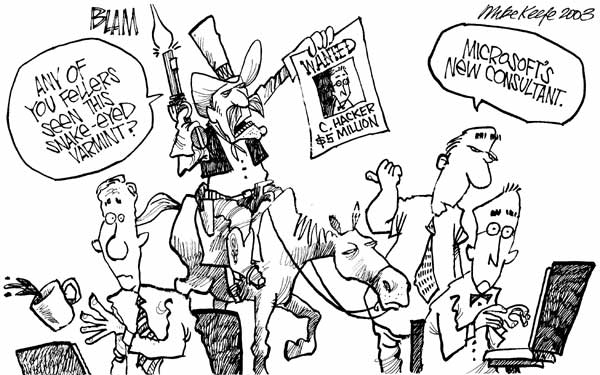 BLAM
Mike Keefe 2003
ANY OF
YOU FELLERS
SEEN THIS
SNAKE-EYED
VARMINT?
WANTED
C. HACKER
$5 MILLION
MICROSOFT'S
NEW CONSULTANT.